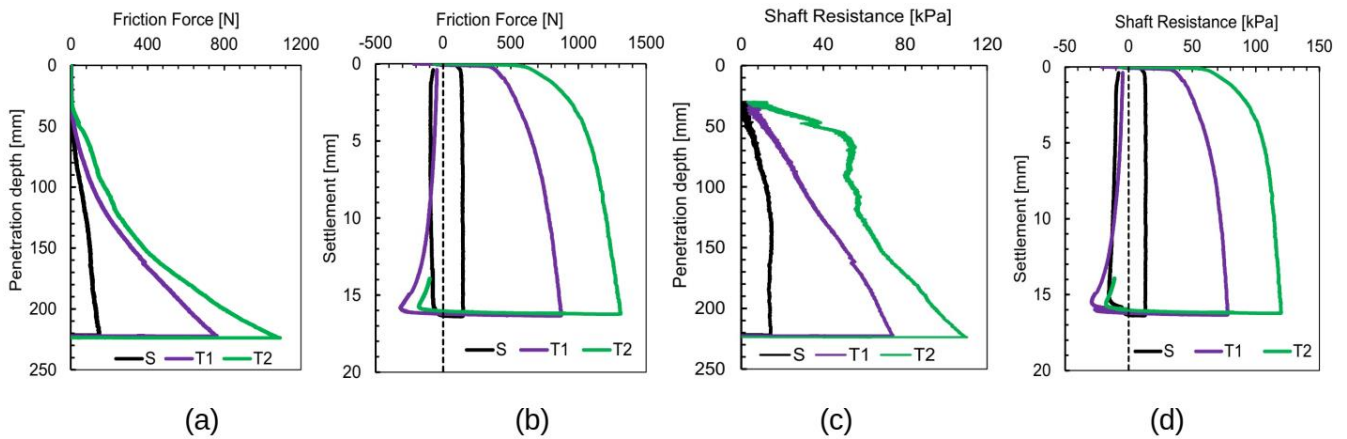 Friction Force [N]
0 400 800 1200
Penetration depth [mm]
0
50
100
150
200
250
S T1 T2
(a)
Friction Force [N]
-500 0 500 1000 1500
Settlement [mm]
0
5
10
15
20
S T1 T2
(b)
Shaft Resistance [kPa]
0 40 80 120
Penetration depth [mm]
0
50
100
150
200
250
S T1 T2
(c)
Shaft Resistance [kPa]
-50 0 50 100 150
Settlement [mm]
0
5
10
15
20
S T1 T2
(d)